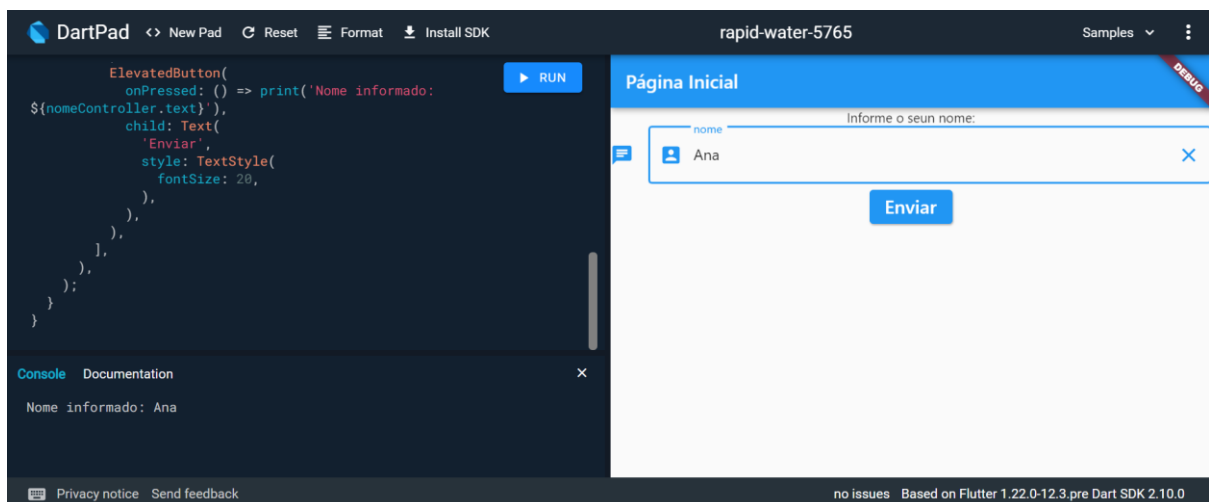 DartPad <> New Pad Reset Format Install SDK rapid-water-5765 Samples
ElevatedButton(
onPressed: () => print('Nome informado:
${nomeController.text}'),
child: Text(
'Enviar',
style: TextStyle(
fontSize: 20,
),
),
),
],
),
);
}
}
RUN
Console Documentation ×
Nome informado: Ana
Página Inicial
DEBUG
Informe o seun nome:
nome
Ana
Enviar
Privacy notice Send feedback
no issues Based on Flutter 1.22.0-12.3.pre Dart SDK 2.10.0